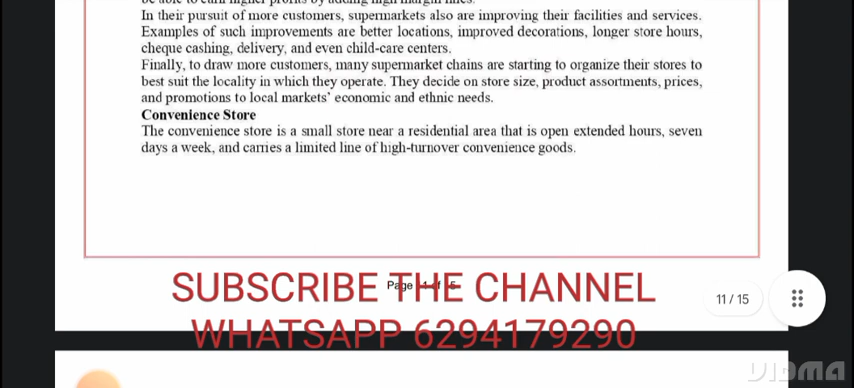 In their pursuit of more customers, supermarkets also are improving their facilities and services.
Examples of such improvements are better locations, improved decorations, longer store hours,
cheque cashing, delivery, and even child-care centers.
Finally, to draw more customers, many supermarket chains are starting to organize their stores to
best suit the locality in which they operate. They decide on store size, product assortments, prices,
and promotions to local markets' economic and ethnic needs.
Convenience Store
The convenience store is a small store near a residential area that is open extended hours, seven
days a week, and carries a limited line of high-turnover convenience goods.
Page
SUBSCRIBE THE CHANNEL
11 / 15
WHATSAPP 6294179290
VIDMA